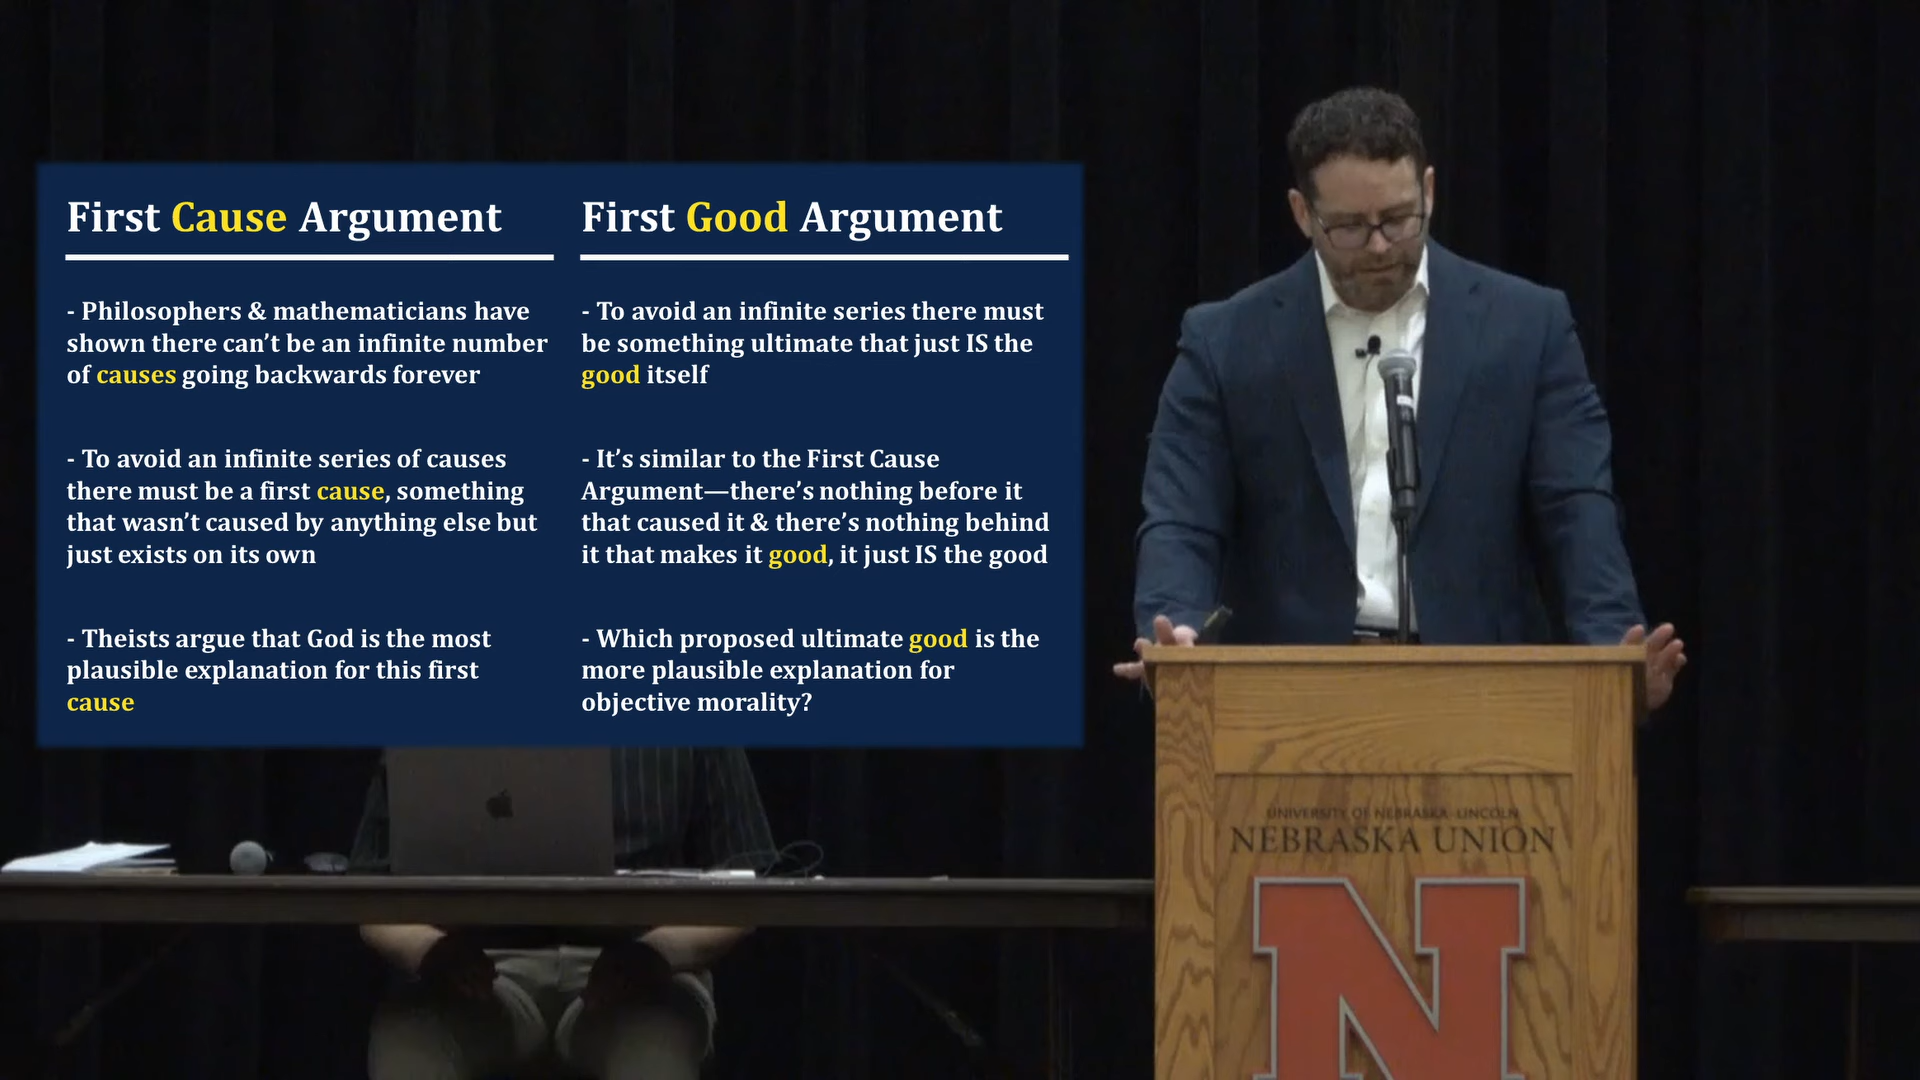 First Cause Argument
- Philosophers & mathematicians have
shown there can't be an infinite number
of causes going backwards forever
- To avoid an infinite series of causes
there must be a first cause, something
that wasn't caused by anything else but
just exists on its own
- Theists argue that God is the most
plausible explanation for this first
cause
First Good Argument
- To avoid an infinite series there must
be something ultimate that just IS the
good itself
- It's similar to the First Cause
Argument—there's nothing before it
that caused it & there's nothing behind
it that makes it good, it just IS the good
- Which proposed ultimate good is the
more plausible explanation for
objective morality?
UNIVERSITY OF NEBRASKA-LINCOLN
NEBRASKA UNION
N